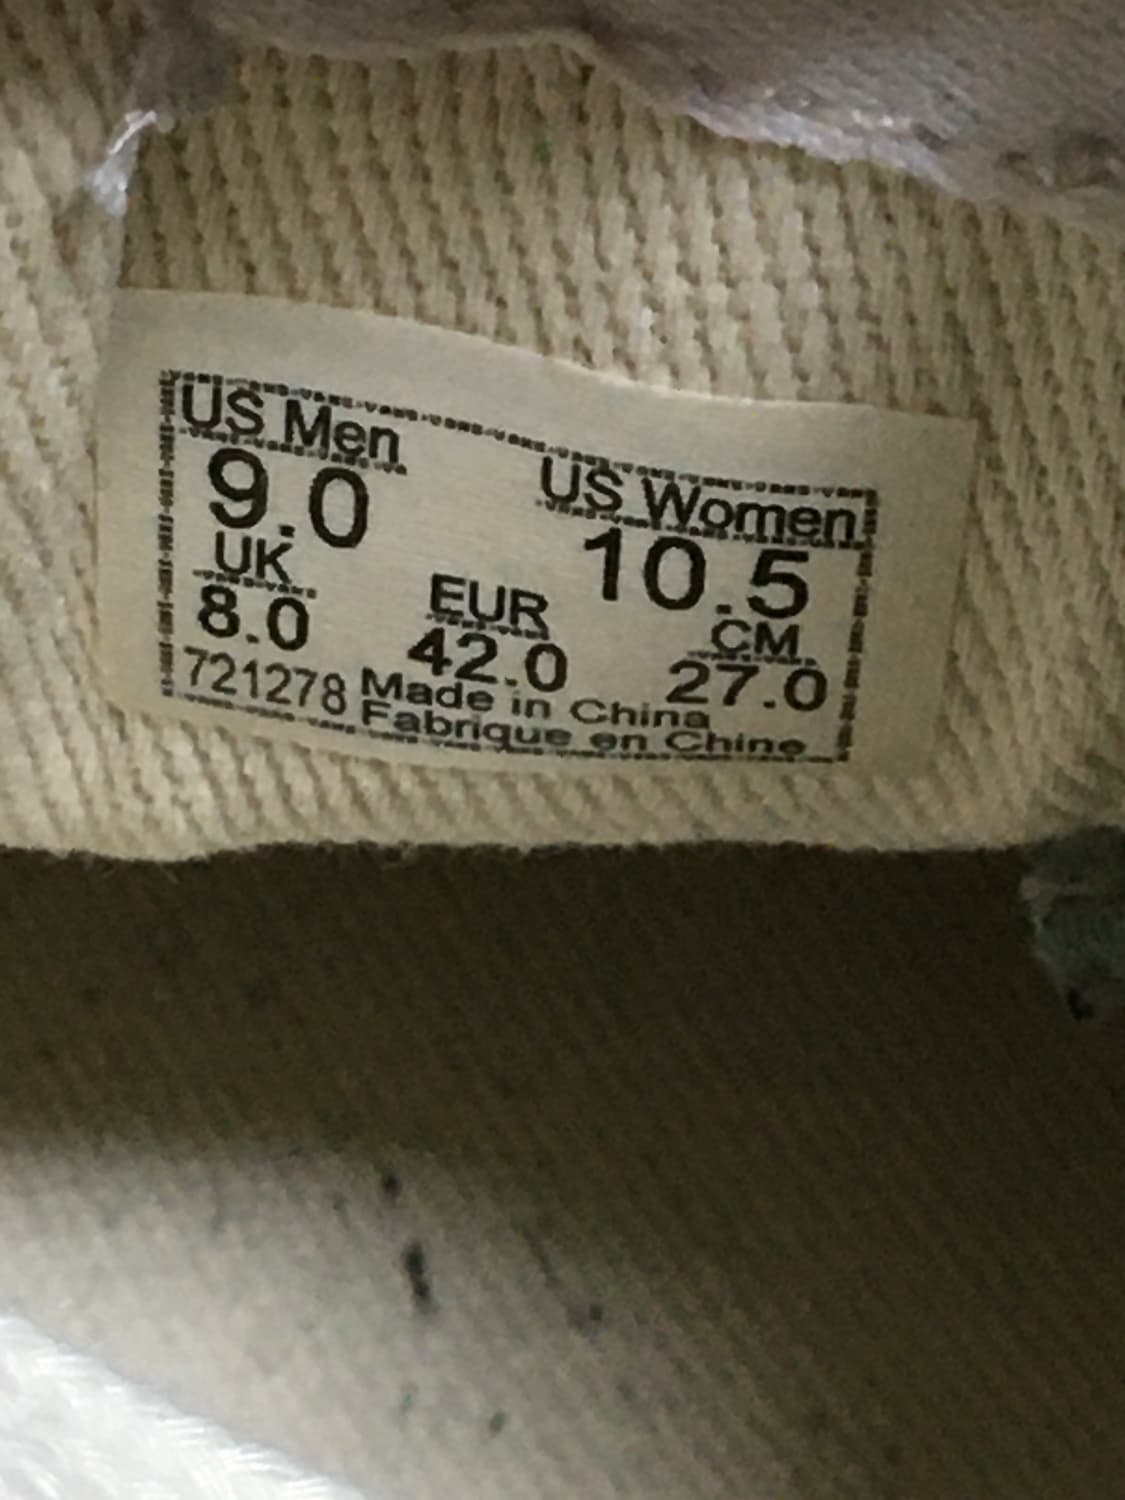 US Men US Women
9.0 10.5
UK EUR CM
8.0 42.0 27.0
721278 Made in China
Fabrique en Chine